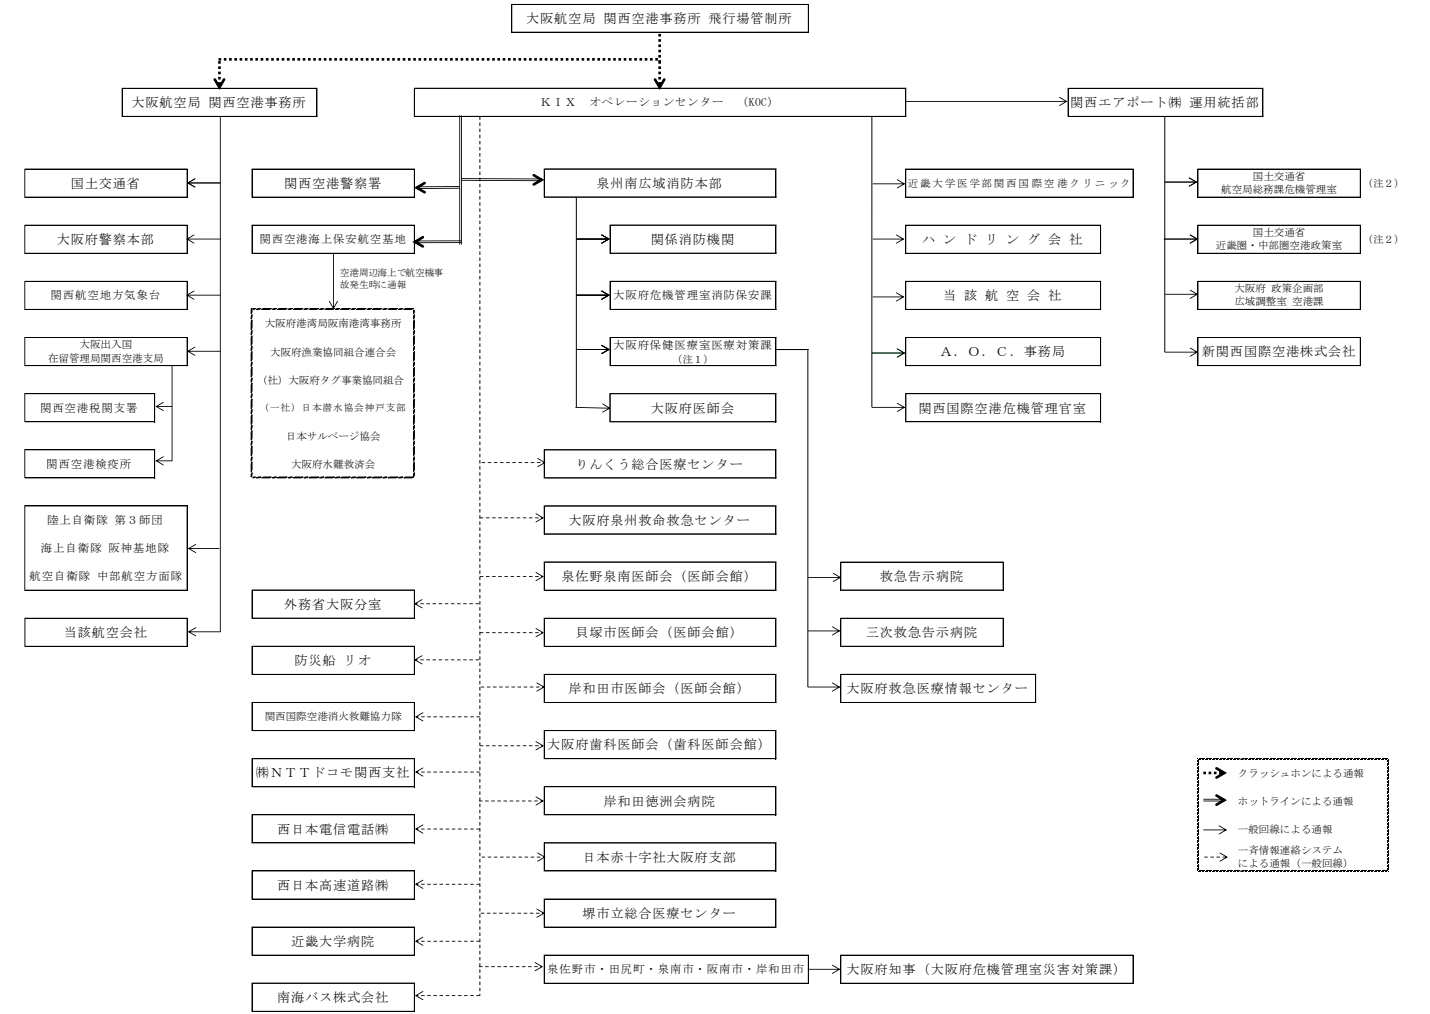 大阪航空局 関西空港事務所 飛行場管制所
大阪航空局 関西空港事務所
ＫＩＸ　オペレーションセンター　（KOC）
関西エアポート㈱ 運用統括部
国土交通省
大阪府警察本部
関西航空地方気象台
大阪出入国
在留管理局関西空港支局
関西空港税関支署
関西空港検疫所
陸上自衛隊 第３師団
海上自衛隊 阪神基地隊
航空自衛隊 中部航空方面隊
当該航空会社
関西空港警察署
関西空港海上保安航空基地
空港周辺海上で航空機事
故発生時に通報
大阪府港湾局阪南港湾事務所
大阪府漁業協同組合連合会
（社）大阪府タグ事業協同組合
（一社）日本潜水協会神戸支部
日本サルベージ協会
大阪府水難救済会
外務省大阪分室
防災船 リオ
関西国際空港消火救難協力隊
㈱ＮＴＴドコモ関西支社
西日本電信電話㈱
西日本高速道路㈱
近畿大学病院
南海バス株式会社
泉州南広域消防本部
関係消防機関
大阪府危機管理室消防保安課
大阪府保健医療室医療対策課
（注１）
大阪府医師会
りんくう総合医療センター
大阪府泉州救命救急センター
泉佐野泉南医師会（医師会館）
貝塚市医師会（医師会館）
岸和田市医師会（医師会館）
大阪府歯科医師会（歯科医師会館）
岸和田徳洲会病院
日本赤十字社大阪府支部
堺市立総合医療センター
泉佐野市・田尻町・泉南市・阪南市・岸和田市
大阪府知事（大阪府危機管理室災害対策課）
救急告示病院
三次救急告示病院
大阪府救急医療情報センター
近畿大学医学部関西国際空港クリニック
ハンドリング会社
当該航空会社
Ａ．Ｏ．Ｃ．事務局
関西国際空港危機管理官室
国土交通省
航空局総務課危機管理室
（注２）
国土交通省
近畿圏・中部圏空港政策室
（注２）
大阪府 政策企画部
広域調整室 空港課
新関西国際空港株式会社
クラッシュホンによる通報
ホットラインによる通報
一般回線による通報
一斉情報連絡システム
による通報（一般回線）